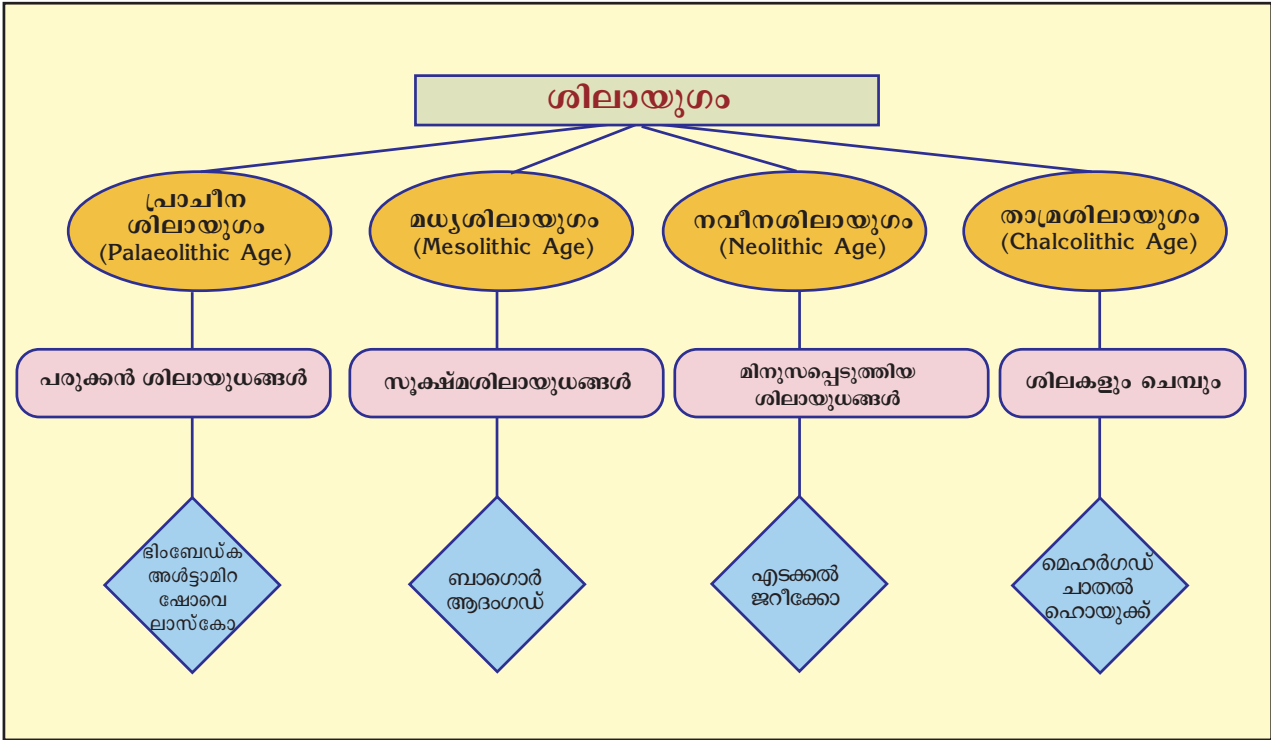 ശിലായുഗം
പ്രാചീന
ശിലായുഗം
(Palaeolithic Age)
മധ്യശിലായുഗം
(Mesolithic Age)
നവീനശിലായുഗം
(Neolithic Age)
താമ്രശിലായുഗം
(Chalcolithic Age)
പരുക്കൻ ശിലായുധങ്ങൾ
സൂക്ഷ്മശിലായുധങ്ങൾ
മിനുസപ്പെടുത്തിയ
ശിലായുധങ്ങൾ
ശിലകളും ചെമ്പും
ഭിംബേഡ്ക
അൾട്ടാമിറ
ഷോവെ
ലാസ്കോ
ബാഗൊർ
ആദംഗഡ്
എടക്കൽ
ജറീക്കോ
മെഹർഗഡ്
ചാതൽ
ഹൊയുക്ക്